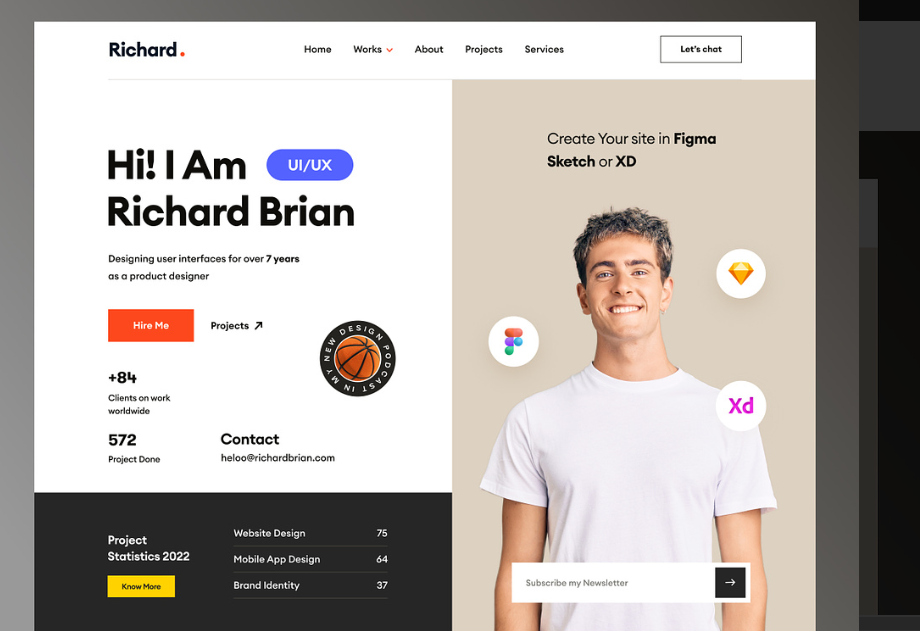 Richard.
Home Works About Projects Services
Let's chat
Hi! I Am UI/UX
Richard Brian
Designing user interfaces for over 7 years
as a product designer
Hire Me
Projects
NEW DESIGN PODCAST IN MY
+84
Clients on work
worldwide
572
Project Done
Contact
heloo@richardbrian.com
Project
Statistics 2022
Know More
Website Design 75
Mobile App Design 64
Brand Identity 37
Create Your site in Figma
Sketch or XD
Xd
Subscribe my Newsletter